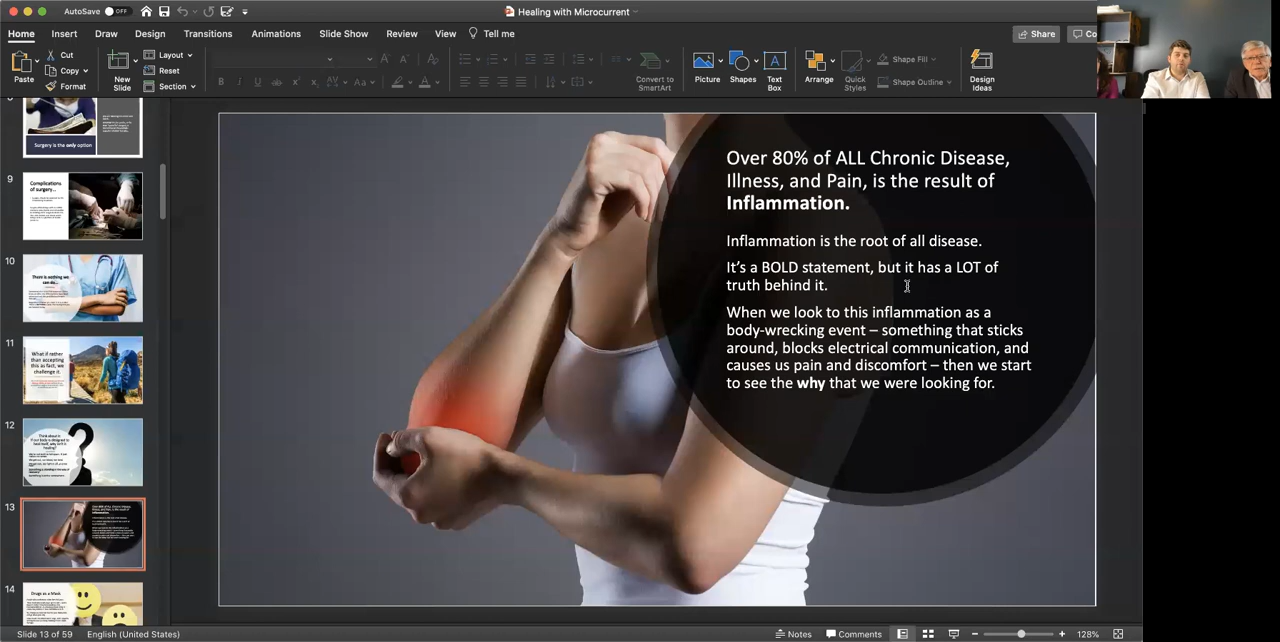 AutoSave OFF
Healing with Microcurrent
Home Insert Draw Design Transitions Animations Slide Show Review View Tell me
Share
Co
Paste
Cut
Copy
Format
New Slide
Layout
Reset
Section
Convert to SmartArt
Picture
Shapes
Text Box
Arrange
Quick Styles
Shape Fill
Shape Outline
Design Ideas
Surgery is the only option
9
Complications of surgery...
10
There is nothing we can do...
11
What if rather than accepting this as fact, we challenge it.
12
13
14
Drugs as a Mask
Over 80% of ALL Chronic Disease,
Illness, and Pain, is the result of
Inflammation.
Inflammation is the root of all disease.
It's a BOLD statement, but it has a LOT of
truth behind it.
When we look to this inflammation as a
body-wrecking event – something that sticks
around, blocks electrical communication, and
causes us pain and discomfort – then we start
to see the why that we were looking for.
Slide 13 of 59 English (United States) Notes Comments 128%